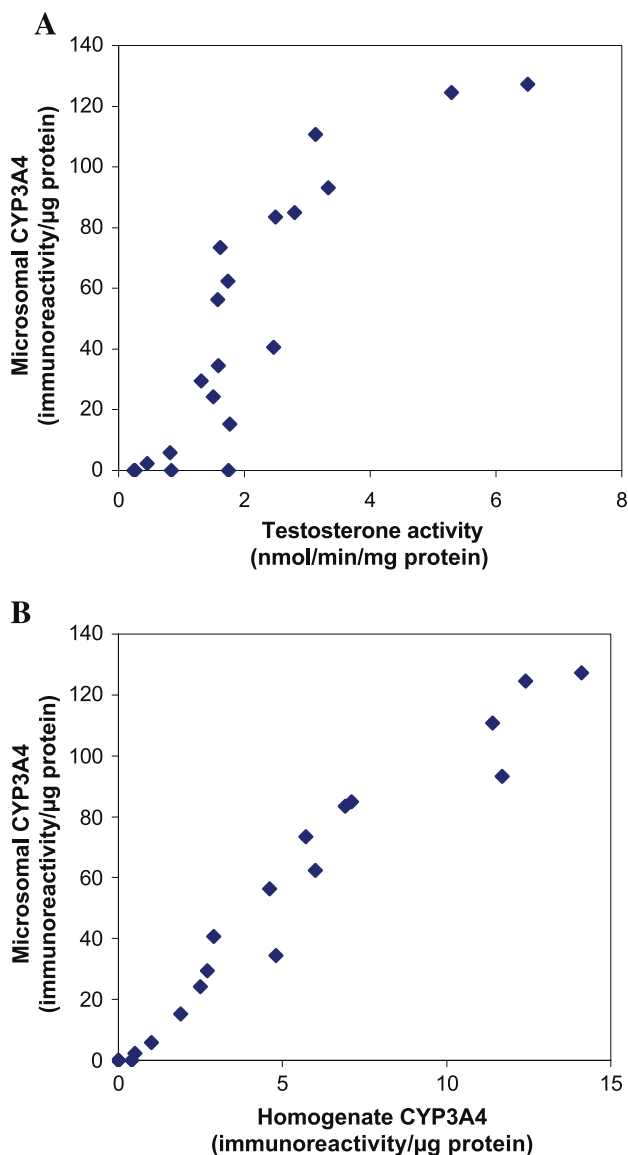 A
140
120
100
80
60
40
20
0
Microsomal CYP3A4
(immunoreactivity/µg protein)
0 2 4 6 8
Testosterone activity
(nmol/min/mg protein)
B
140
120
100
80
60
40
20
0
Microsomal CYP3A4
(immunoreactivity/µg protein)
0 5 10 15
Homogenate CYP3A4
(immunoreactivity/µg protein)